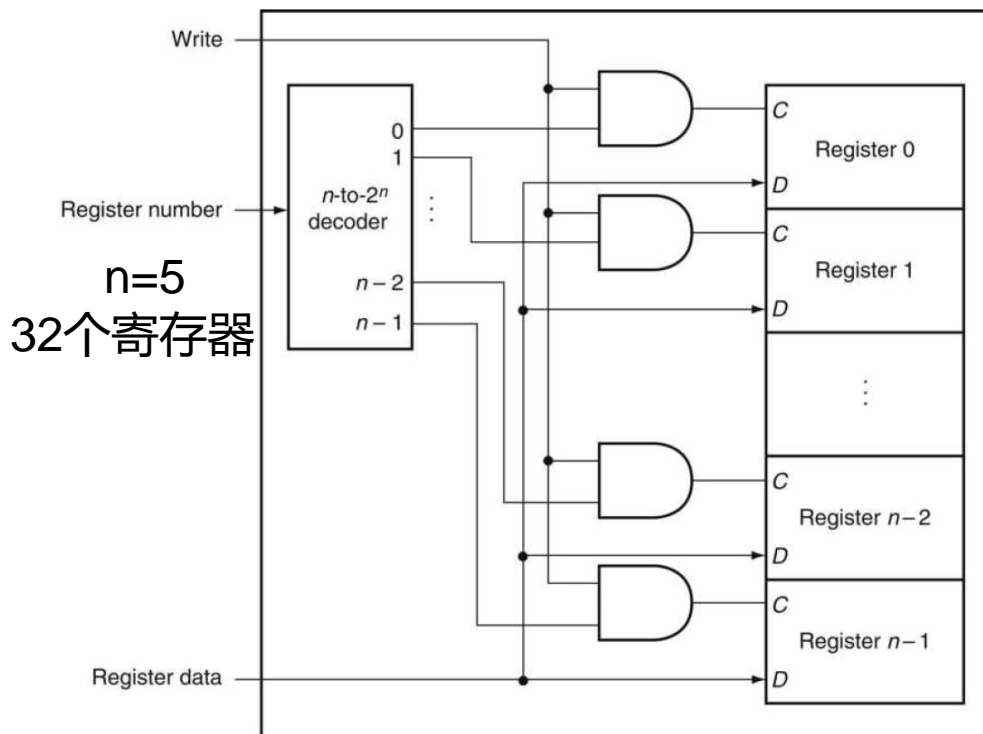 Write
0
1
n-to-2ⁿ
decoder
⋮
n – 2
n – 1
Register number
n=5
32个寄存器
Register data
C
Register 0
D
C
Register 1
D
⋮
C
Register n – 2
D
C
Register n – 1
D